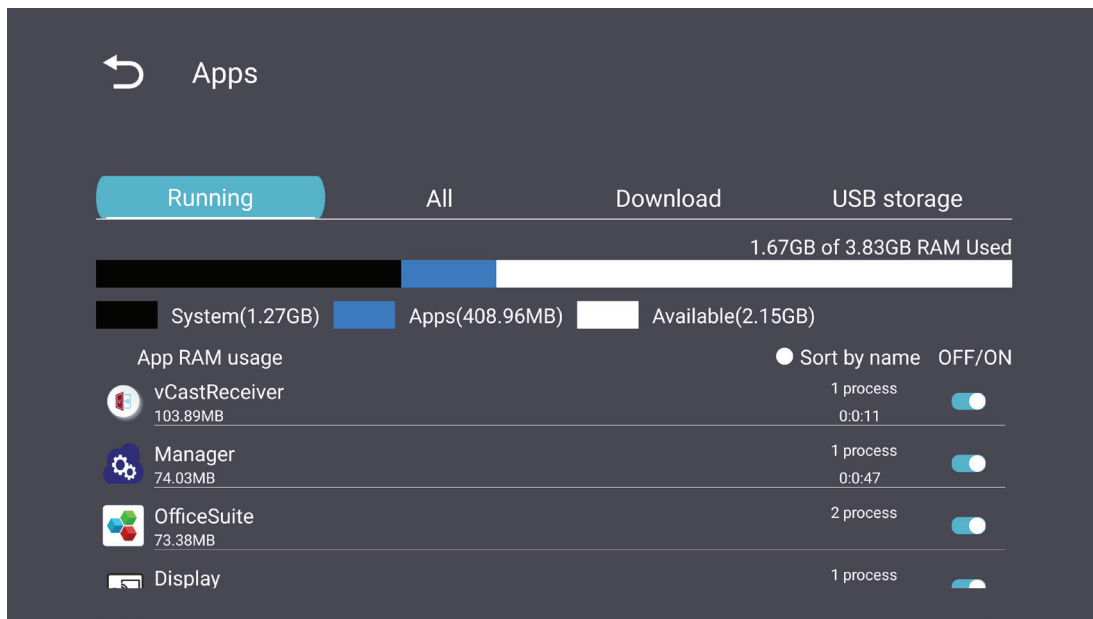 Apps
Running All Download USB storage
1.67GB of 3.83GB RAM Used
System(1.27GB) Apps(408.96MB) Available(2.15GB)
App RAM usage Sort by name OFF/ON
vCastReceiver 1 process
103.89MB 0:0:11
Manager 1 process
74.03MB 0:0:47
OfficeSuite 2 process
73.38MB
Display 1 process